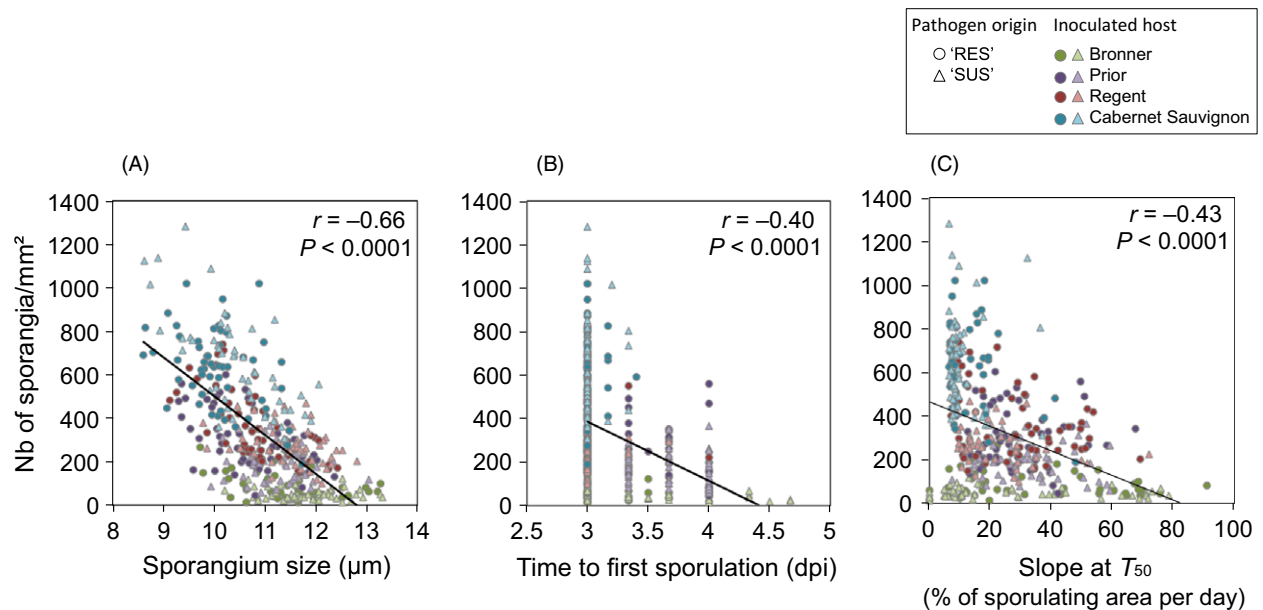 Pathogen origin
Inoculated host
○ 'RES'
△ 'SUS'
Bronner
Prior
Regent
Cabernet Sauvignon
(A)
(B)
(C)
Nb of sporangia/mm²
1400
1200
1000
800
600
400
200
0
r = –0.66
P < 0.0001
8 9 10 11 12 13 14
Sporangium size (µm)
1400
1200
1000
800
600
400
200
0
r = –0.40
P < 0.0001
2.5 3 3.5 4 4.5 5
Time to first sporulation (dpi)
1400
1200
1000
800
600
400
200
0
r = –0.43
P < 0.0001
0 20 40 60 80 100
Slope at T50
(% of sporulating area per day)